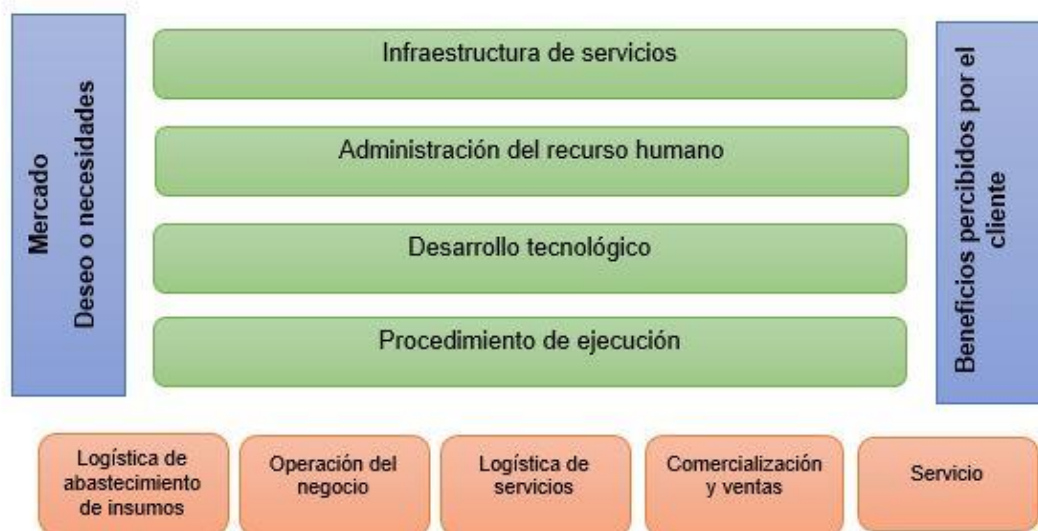 Mercado
Deseo o necesidades
Infraestructura de servicios
Administración del recurso humano
Desarrollo tecnológico
Procedimiento de ejecución
Beneficios percibidos por el
cliente
Logística de
abastecimiento
de insumos
Operación del
negocio
Logística de
servicios
Comercialización
y ventas
Servicio